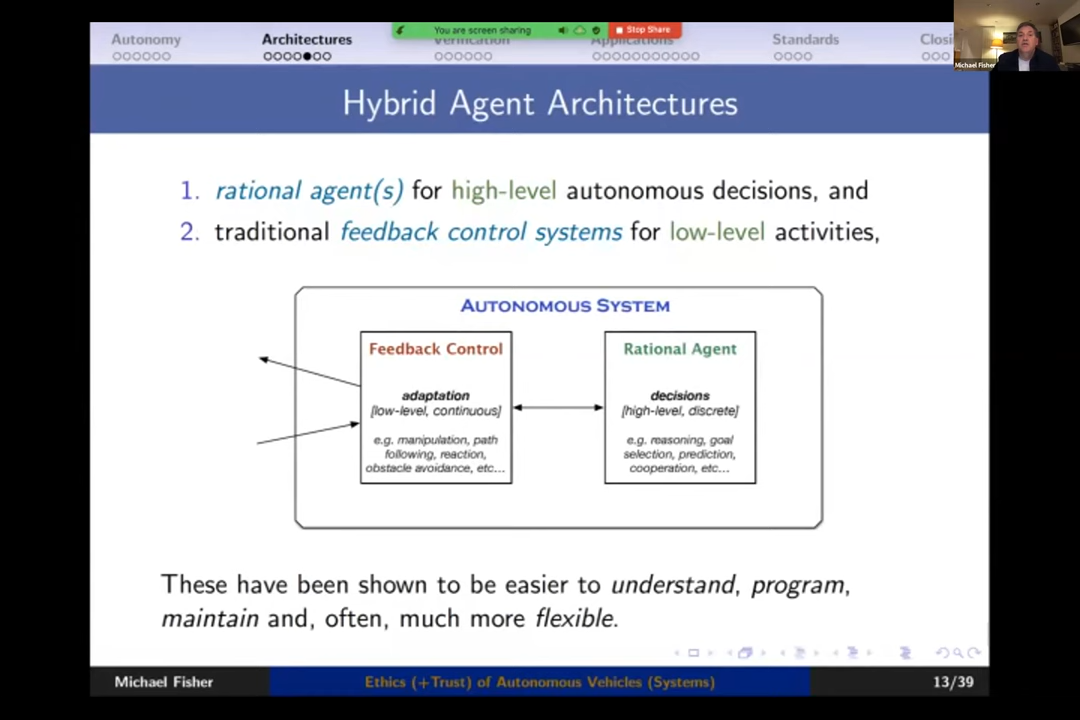 You are screen sharing
Stop Share
Autonomy
Architectures
Verification
Applications
Standards
Michael Fisher
Hybrid Agent Architectures
1. rational agent(s) for high-level autonomous decisions, and
2. traditional feedback control systems for low-level activities,
AUTONOMOUS SYSTEM
Feedback Control
adaptation
[low-level, continuous]
e.g. manipulation, path
following, reaction,
obstacle avoidance, etc...
Rational Agent
decisions
[high-level, discrete]
e.g. reasoning, goal
selection, prediction,
cooperation, etc...
These have been shown to be easier to understand, program,
maintain and, often, much more flexible.
Michael Fisher
Ethics (+Trust) of Autonomous Vehicles (Systems)
13/39